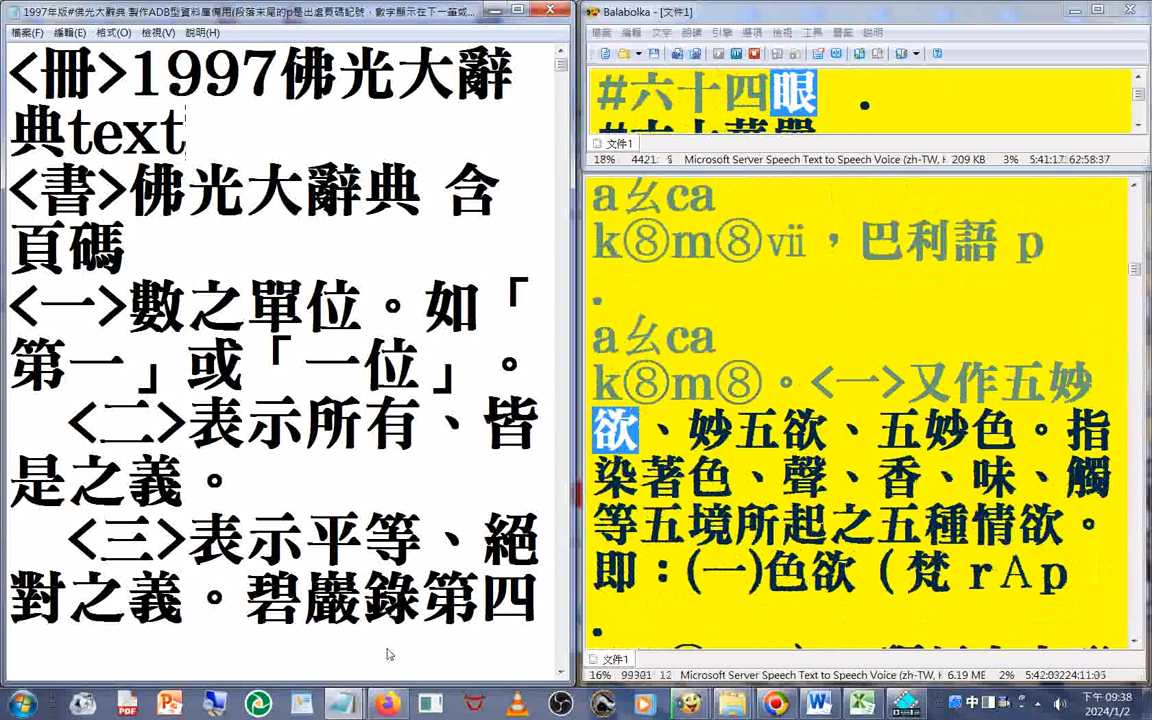 1997年版#佛光大辭典 製作ADB型資料庫備用(段落末尾的p是出處頁碼記號，數字顯示在下一筆或...
檔案(F) 編輯(E) 格式(O) 檢視(V) 說明(H)
<冊>1997佛光大辭
典text
<書>佛光大辭典 含
頁碼
<一>數之單位。如「
第一」或「一位」。
<二>表示所有、皆
是之義。
<三>表示平等、絕
對之義。碧巖錄第四
Balabolka - [文件1]
檔案 編輯 文字 朗讀 引擎 選項 檢視 工具 書籤 說明
#六十四眼 .
文件1
18% 4421: Microsoft Server Speech Text to Speech Voice (zh-TW, H 209 KB 3% 5:41:17.62:58:37
aㄠca
k⑧m⑧ⅶ，巴利語 p
.
aㄠca
k⑧m⑧。<一>又作五妙
欲、妙五欲、五妙色。指
染著色、聲、香、味、觸
等五境所起之五種情欲。
即：(一)色欲（梵 rAp
.
文件1
16% Microsoft Server Speech Text to Speech Voice (zh-TW, H 6.19 MB 2%
中
下午 09:38
2024/1/2